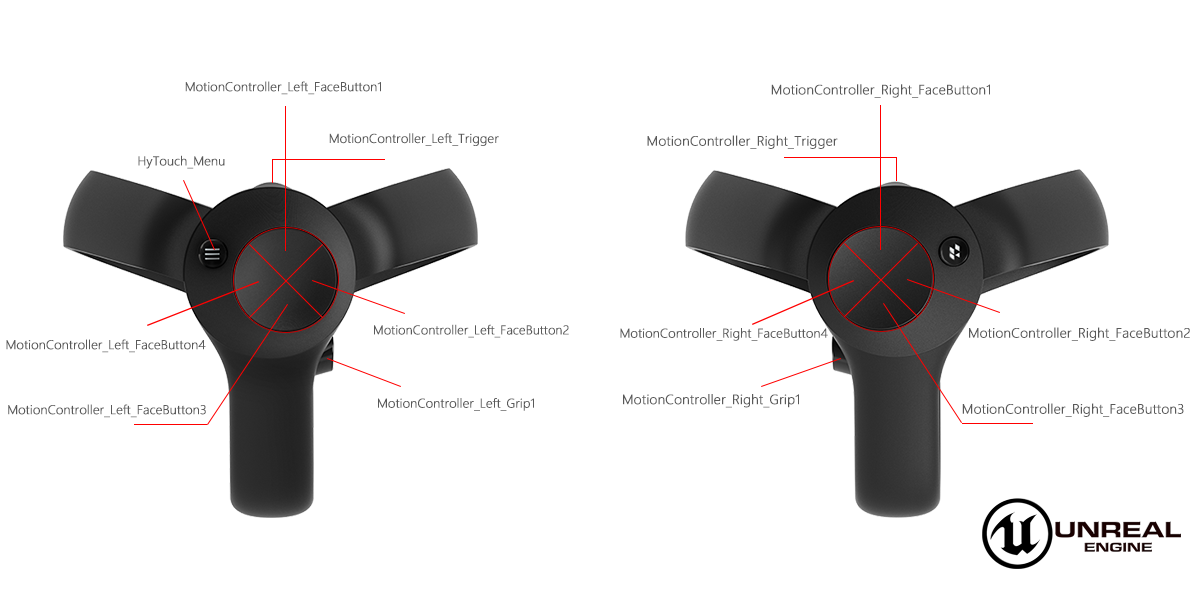 MotionController_Left_FaceButton1
MotionController_Left_Trigger
HyTouch_Menu
MotionController_Left_FaceButton2
MotionController_Left_FaceButton4
MotionController_Left_Grip1
MotionController_Left_FaceButton3
MotionController_Right_FaceButton1
MotionController_Right_Trigger
MotionController_Right_FaceButton4
MotionController_Right_FaceButton2
MotionController_Right_Grip1
MotionController_Right_FaceButton3
UNREAL
ENGINE